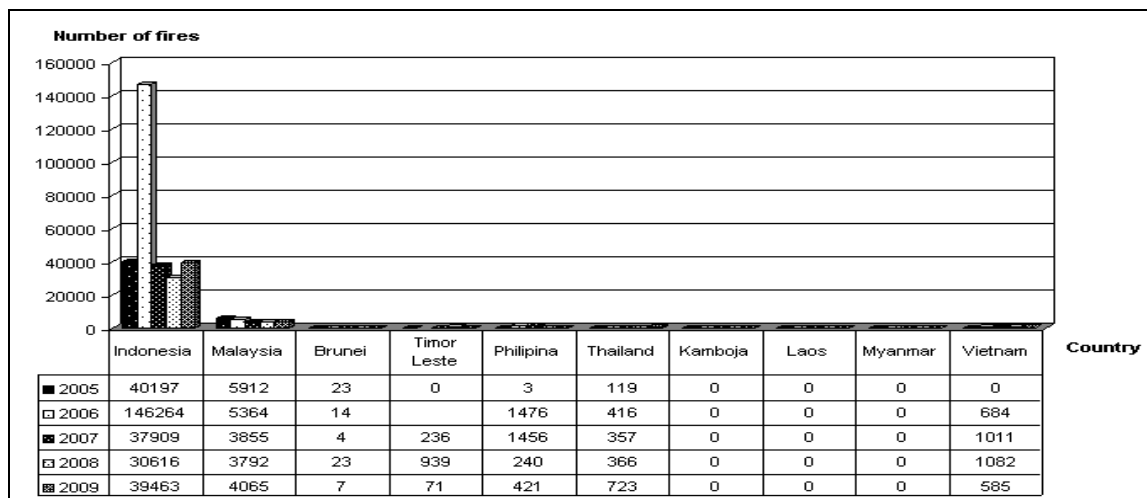 Number of fires
160000
140000
120000
100000
80000
60000
40000
20000
0
Indonesia Malaysia Brunei Timor Leste Philipina Thailand Kamboja Laos Myanmar Vietnam
Country
2005 40197 5912 23 0 3 119 0 0 0 0
2006 146264 5364 14 1476 416 0 0 0 684
2007 37909 3855 4 236 1456 357 0 0 0 1011
2008 30616 3792 23 939 240 366 0 0 0 1082
2009 39463 4065 7 71 421 723 0 0 0 585